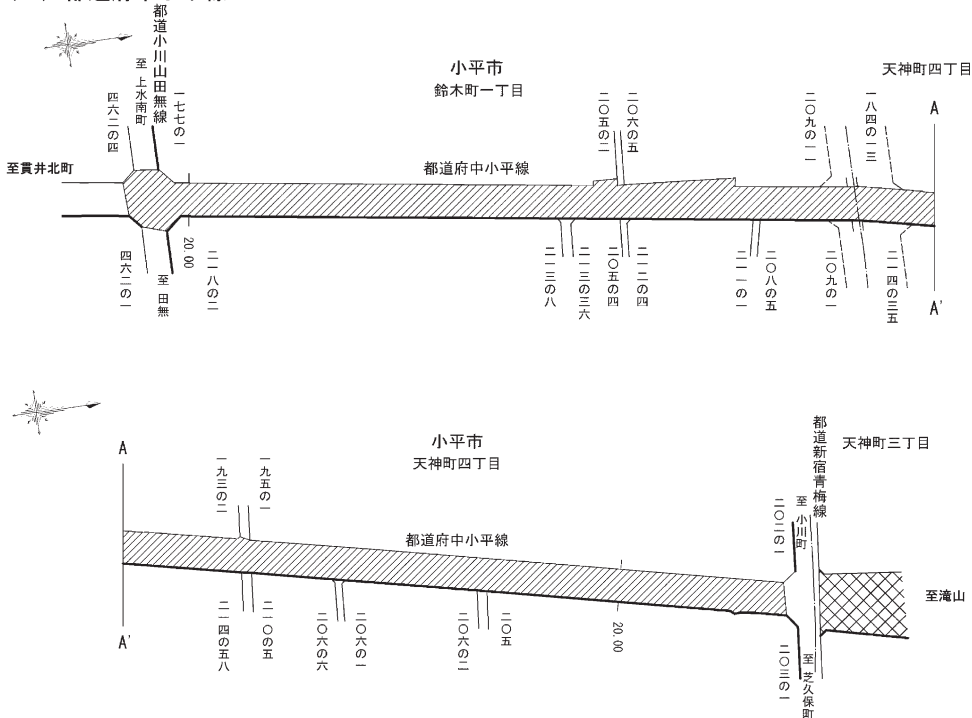 都道小川山田無線
至 上水南町
四六二の四
一七七の一
至貫井北町
小平市
鈴木町一丁目
天神町四丁目
二〇五の二
二〇六の五
二〇九の一一
一八四の一三
A
都道府中小平線
20.00
四六二の一
至 田無
二一八の二
二一三の八
二一三の三六
二〇五の四
二一二の四
二一一の一
二〇八の五
二〇九の一
二一四の三五
A'
小平市
天神町四丁目
都道新宿青梅線
天神町三丁目
A
一九三の二
一九五の一
都道府中小平線
二〇二の一
至 小川町
至滝山
A'
二一四の五八
二一〇の五
二〇六の六
二〇六の一
二〇六の二
二〇五
20.00
二〇三の一
至 芝久保町